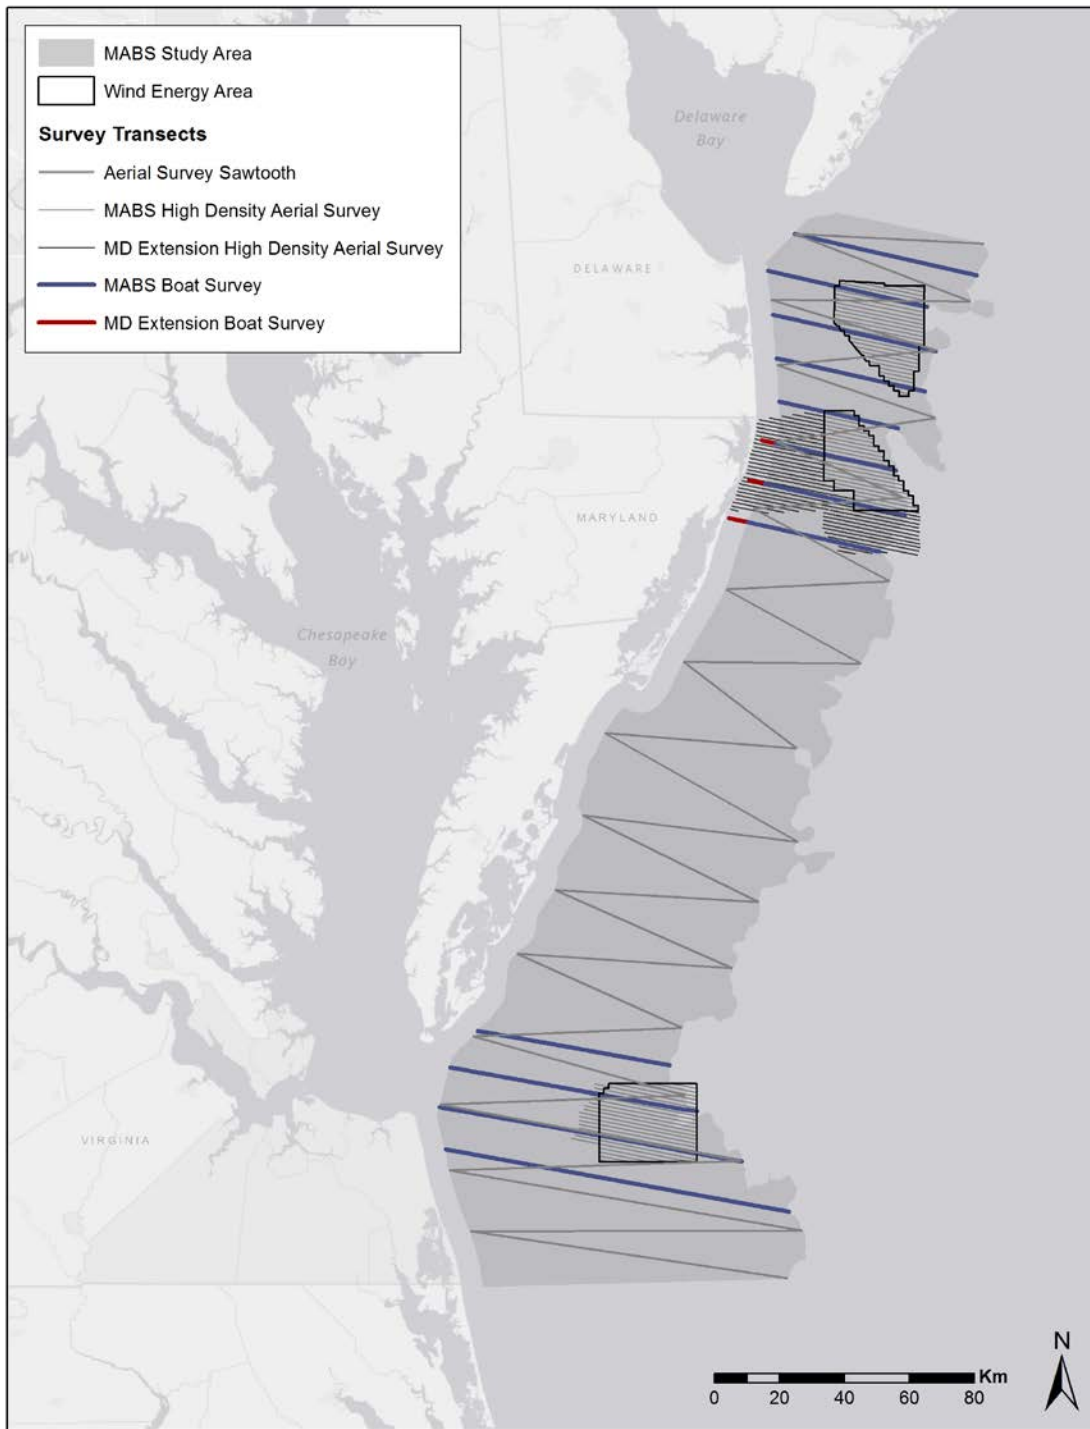 MABS Study Area
Wind Energy Area
Survey Transects
Aerial Survey Sawtooth
MABS High Density Aerial Survey
MD Extension High Density Aerial Survey
MABS Boat Survey
MD Extension Boat Survey
Delaware
Bay
DELAWARE
MARYLAND
Chesapeake
Bay
VIRGINIA
N
Km
0 20 40 60 80